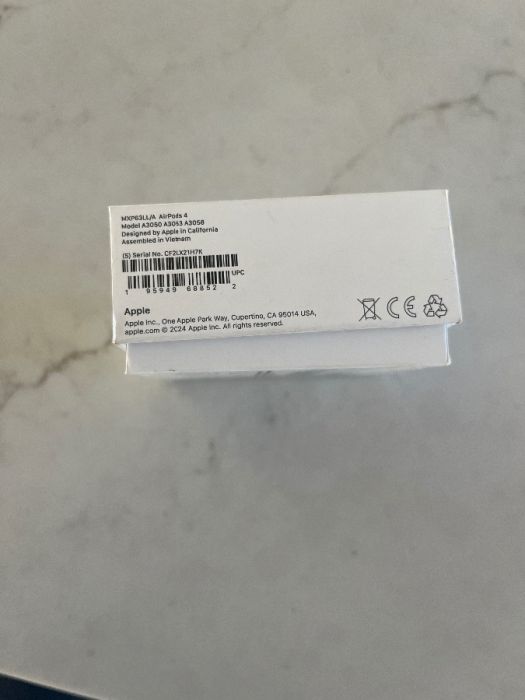 MXP63LL/A AirPods 4
Model A3050 A3053 A3058
Designed by Apple in California
Assembled in Vietnam
(S) Serial No. CF2LX21H7K
UPC
1 95949 68852 2
Apple
Apple Inc., One Apple Park Way, Cupertino, CA 95014 USA,
apple.com © 2024 Apple Inc. All rights reserved.
CE